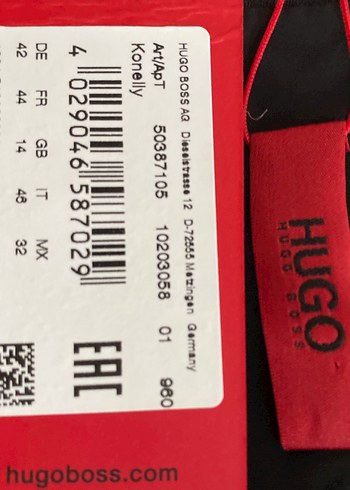 HUGO BOSS AG Dieselstrasse 12 D-72555 Metzingen Germany
Art/ApT 50387105 10203058 01 960
Konelly
4 029046 587029
EAC
DE FR GB IT MX
42 44 14 46 32
hugoboss.com
HUGO
HUGO BOSS